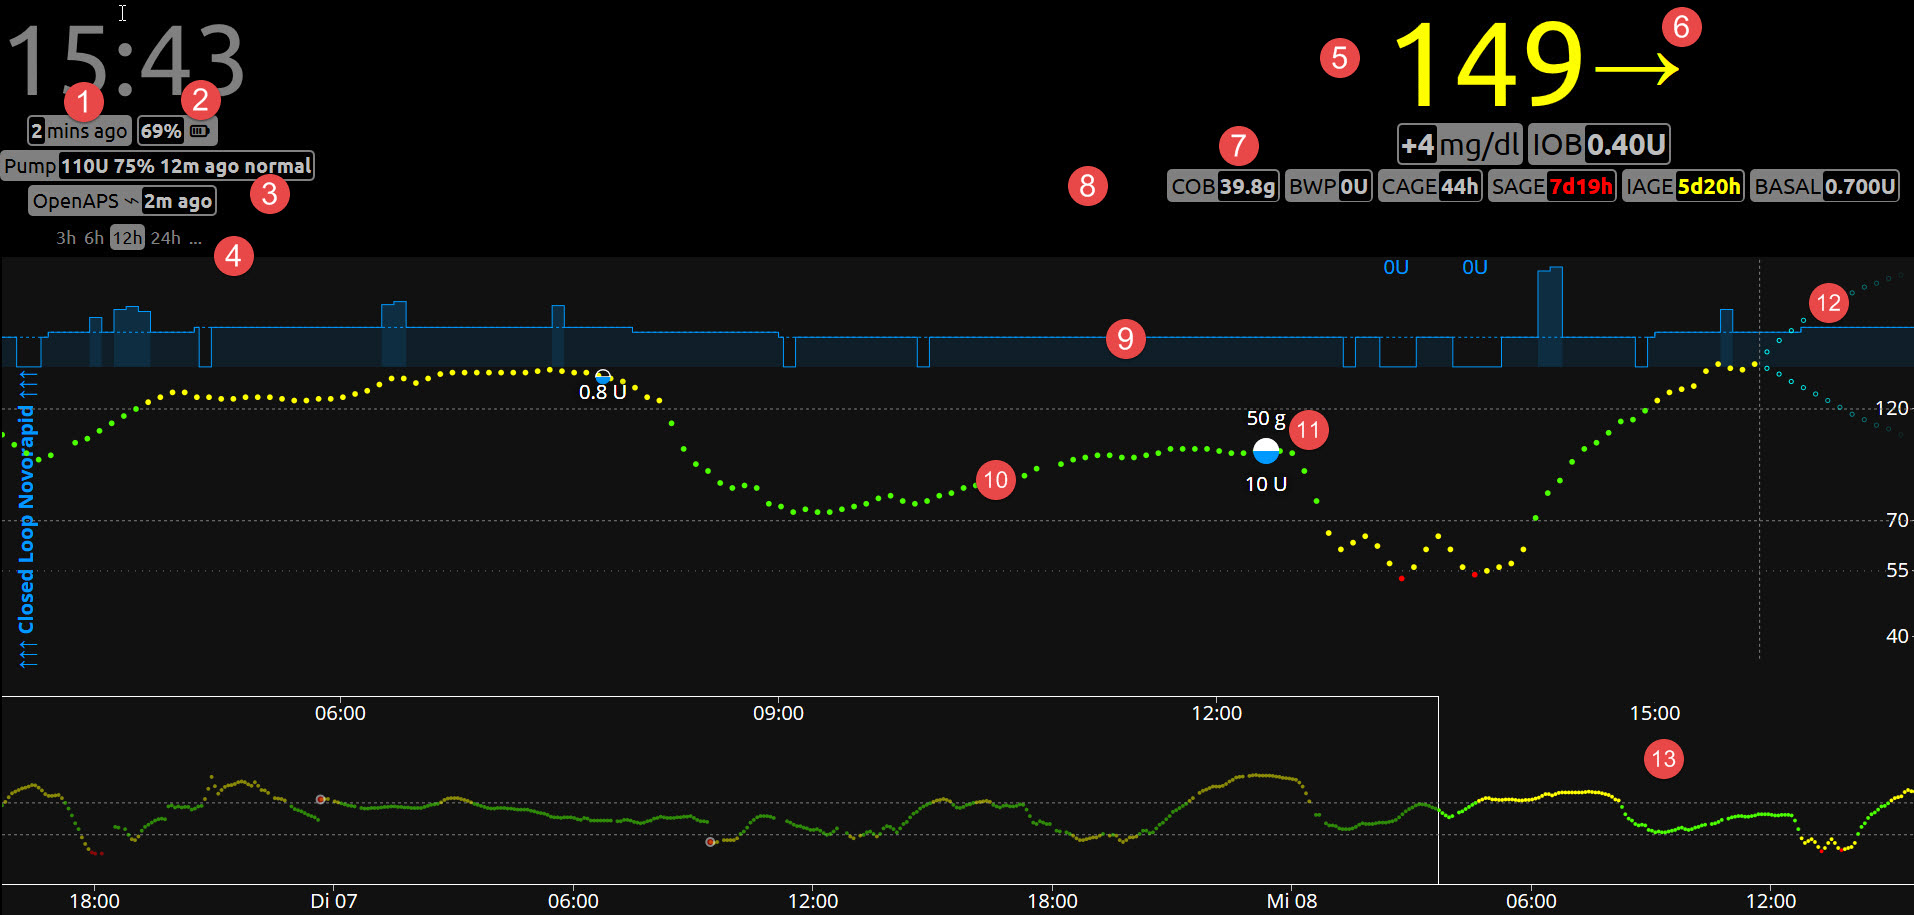 15:43
1
2
2 mins ago 69%
Pump 110U 75% 12m ago normal
3
OpenAPS 2m ago
3h 6h 12h 24h ...
4
5
149→
6
+4 mg/dl IOB 0.40U
7
8
COB 39.8g BWP 0U CAGE 44h SAGE 7d19h IAGE 5d20h BASAL 0.700U
0U 0U
12
9
↑↑↑ Closed Loop Novorapid ↑↑↑
0.8 U
50 g
11
10 U
10
120
70
55
40
06:00 09:00 12:00 15:00
13
18:00 Di 07 06:00 12:00 18:00 Mi 08 06:00 12:00